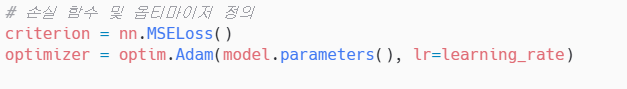 # 손실 함수 및 옵티마이저 정의
criterion = nn.MSELoss()
optimizer = optim.Adam(model.parameters(), lr=learning_rate)